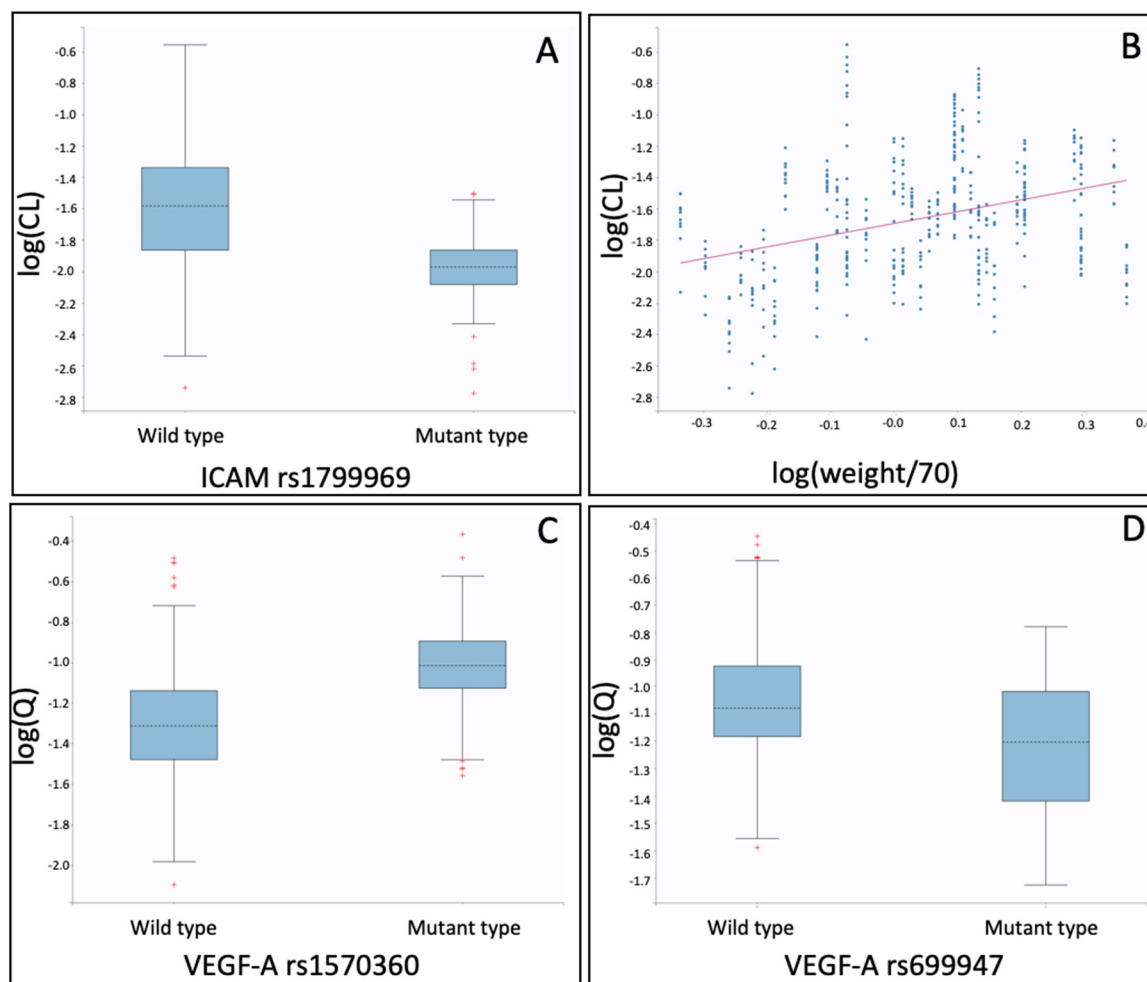 A
-0.6
-0.8
-1.0
-1.2
-1.4
-1.6
-1.8
-2.0
-2.2
-2.4
-2.6
-2.8
log(CL)
Wild type Mutant type
ICAM rs1799969
B
-0.6
-0.8
-1.0
-1.2
-1.4
-1.6
-1.8
-2.0
-2.2
-2.4
-2.6
-2.8
log(CL)
-0.3 -0.2 -0.1 -0.0 0.1 0.2 0.3
log(weight/70)
C
-0.4
-0.6
-0.8
-1.0
-1.2
-1.4
-1.6
-1.8
-2.0
log(Q)
Wild type Mutant type
VEGF-A rs1570360
D
-0.4
-0.5
-0.6
-0.7
-0.8
-0.9
-1.0
-1.1
-1.2
-1.3
-1.4
-1.5
-1.6
-1.7
log(Q)
Wild type Mutant type
VEGF-A rs699947